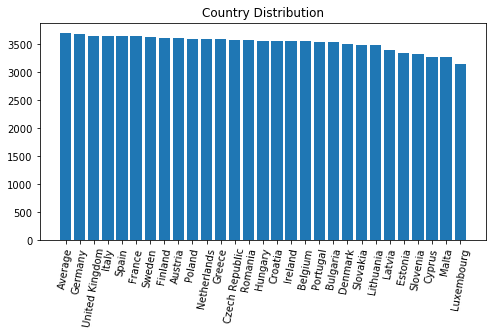 Country Distribution
3500
3000
2500
2000
1500
1000
500
0
Average
Germany
United Kingdom
Italy
Spain
France
Sweden
Finland
Austria
Poland
Netherlands
Greece
Czech Republic
Romania
Hungary
Croatia
Ireland
Belgium
Portugal
Bulgaria
Denmark
Slovakia
Lithuania
Latvia
Estonia
Slovenia
Cyprus
Malta
Luxembourg